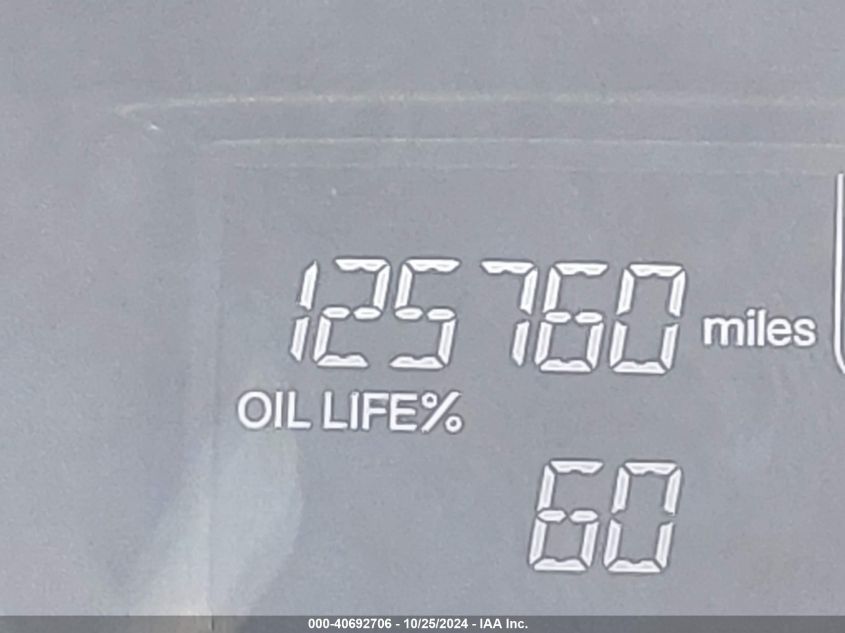 125760 miles
OIL LIFE%
60
000-40692706 - 10/25/2024 - IAA Inc.